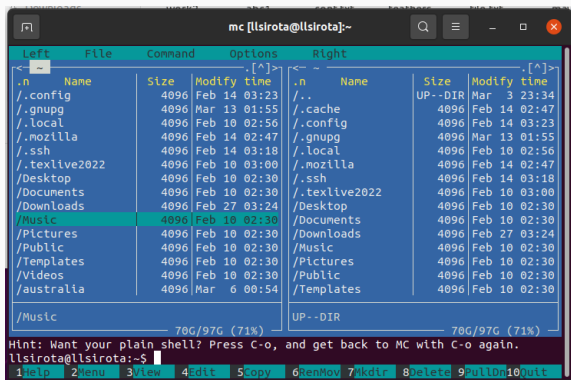 mc [llsirota@llsirota]:~
Left File Command Options Right
<─ ~ ─.[^]>
.n Name Size Modify time
/.config 4096 Feb 14 03:23
/.gnupg 4096 Mar 13 01:55
/.local 4096 Feb 10 02:56
/.mozilla 4096 Feb 14 02:47
/.ssh 4096 Feb 14 03:18
/.texlive2022 4096 Feb 10 03:00
/Desktop 4096 Feb 10 02:30
/Documents 4096 Feb 10 02:30
/Downloads 4096 Feb 27 03:24
/Music 4096 Feb 10 02:30
/Pictures 4096 Feb 10 02:30
/Public 4096 Feb 10 02:30
/Templates 4096 Feb 10 02:30
/Videos 4096 Feb 10 02:30
/australia 4096 Mar 6 00:54
/Music
70G/97G (71%)
<─ ~ ─.[^]>
.n Name Size Modify time
/.. UP--DIR Mar 3 23:34
/.cache 4096 Feb 14 02:47
/.config 4096 Feb 14 03:23
/.gnupg 4096 Mar 13 01:55
/.local 4096 Feb 10 02:56
/.mozilla 4096 Feb 14 02:47
/.ssh 4096 Feb 14 03:18
/.texlive2022 4096 Feb 10 03:00
/Desktop 4096 Feb 10 02:30
/Documents 4096 Feb 10 02:30
/Downloads 4096 Feb 27 03:24
/Music 4096 Feb 10 02:30
/Pictures 4096 Feb 10 02:30
/Public 4096 Feb 10 02:30
/Templates 4096 Feb 10 02:30
UP--DIR
70G/97G (71%)
Hint: Want your plain shell? Press C-o, and get back to MC with C-o again.
llsirota@llsirota:~$
1Help 2Menu 3View 4Edit 5Copy 6RenMov 7Mkdir 8Delete 9PullDn 10Quit